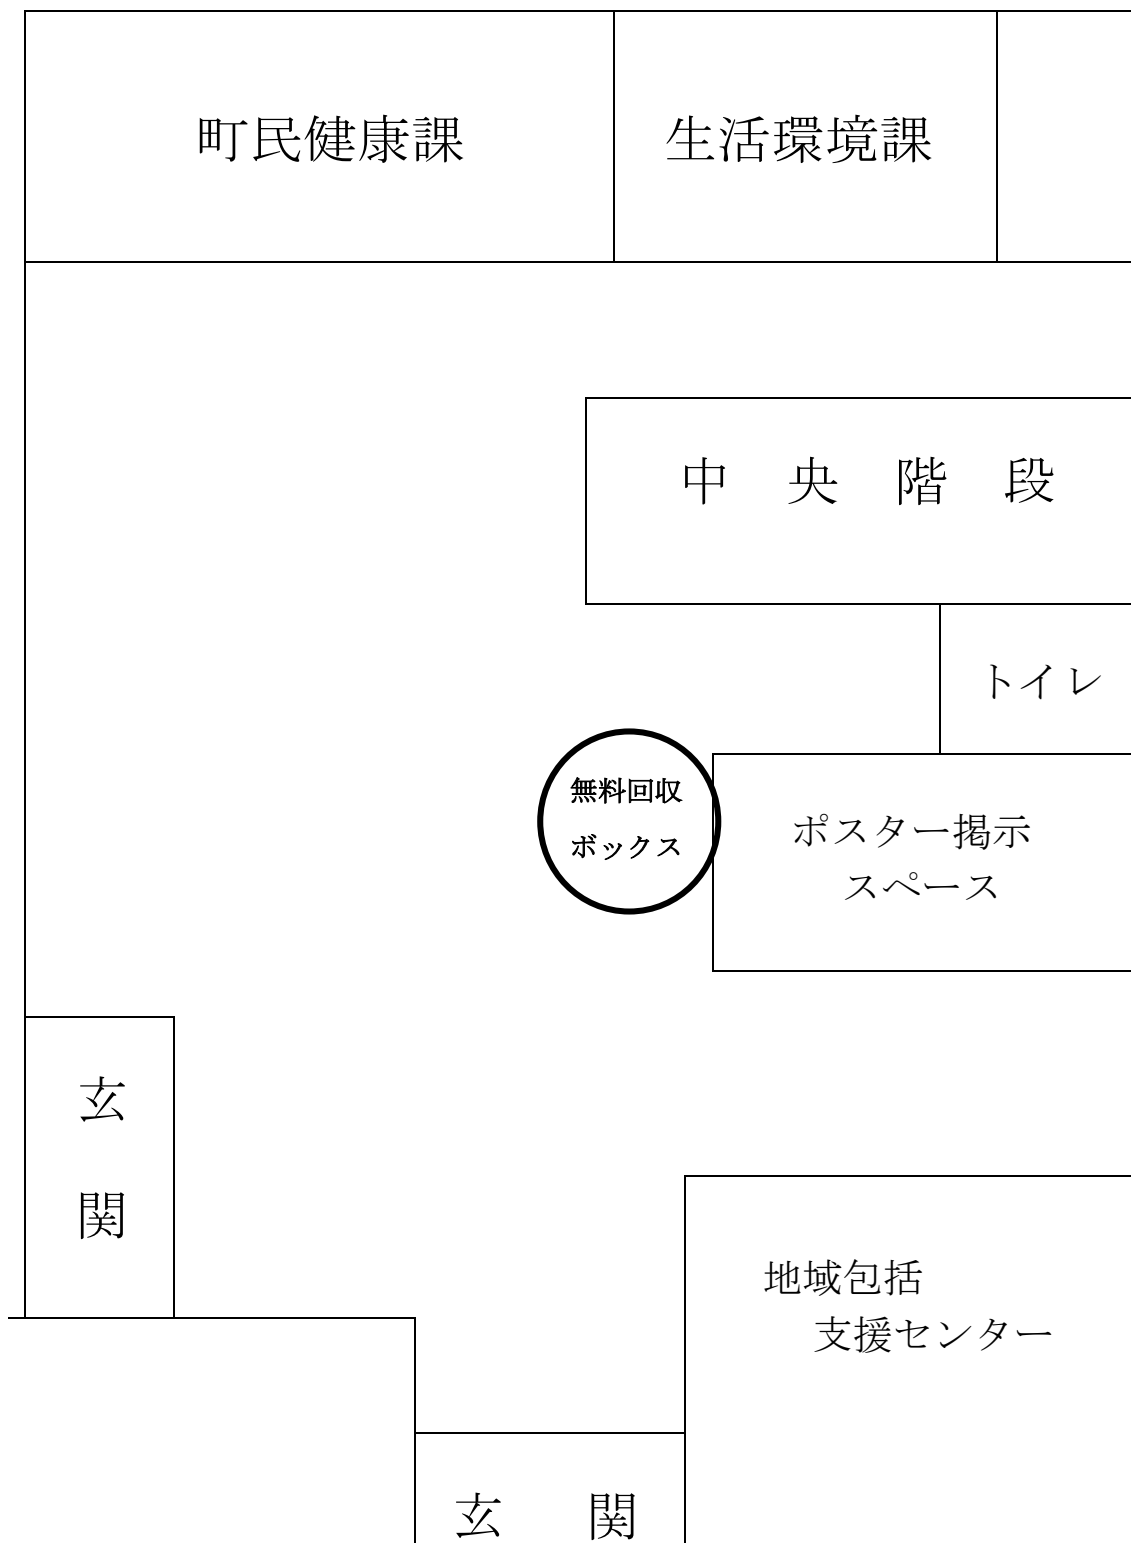 町民健康課
生活環境課
中央階段
トイレ
無料回収
ボックス
ポスター掲示
スペース
玄関
地域包括
支援センター
玄関